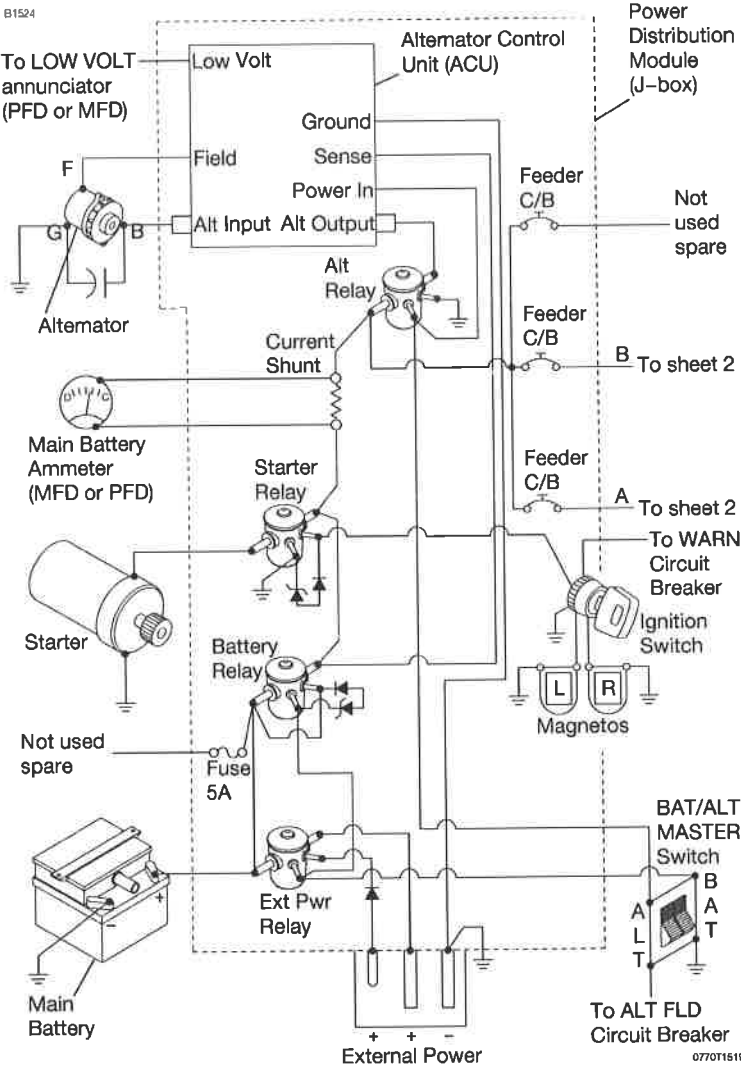 B1524
Power
Distribution
Module
(J-box)
Alternator Control
Unit (ACU)
To LOW VOLT
annunciator
(PFD or MFD)
Low Volt
Ground
Field
Sense
Power In
Alt Input
Alt Output
F
G
B
Alternator
Feeder
C/B
Not
used
spare
Alt
Relay
Feeder
C/B
B
To sheet 2
Current
Shunt
Main Battery
Ammeter
(MFD or PFD)
Starter
Relay
Feeder
C/B
A
To sheet 2
To WARN
Circuit
Breaker
Ignition
Switch
Starter
Battery
Relay
L
R
Magnetos
Not used
spare
Fuse
5A
BAT/ALT
MASTER
Switch
B
A
T
A
L
T
Ext Pwr
Relay
-
+
Main
Battery
+
+
-
External Power
To ALT FLD
Circuit Breaker
0770T1519